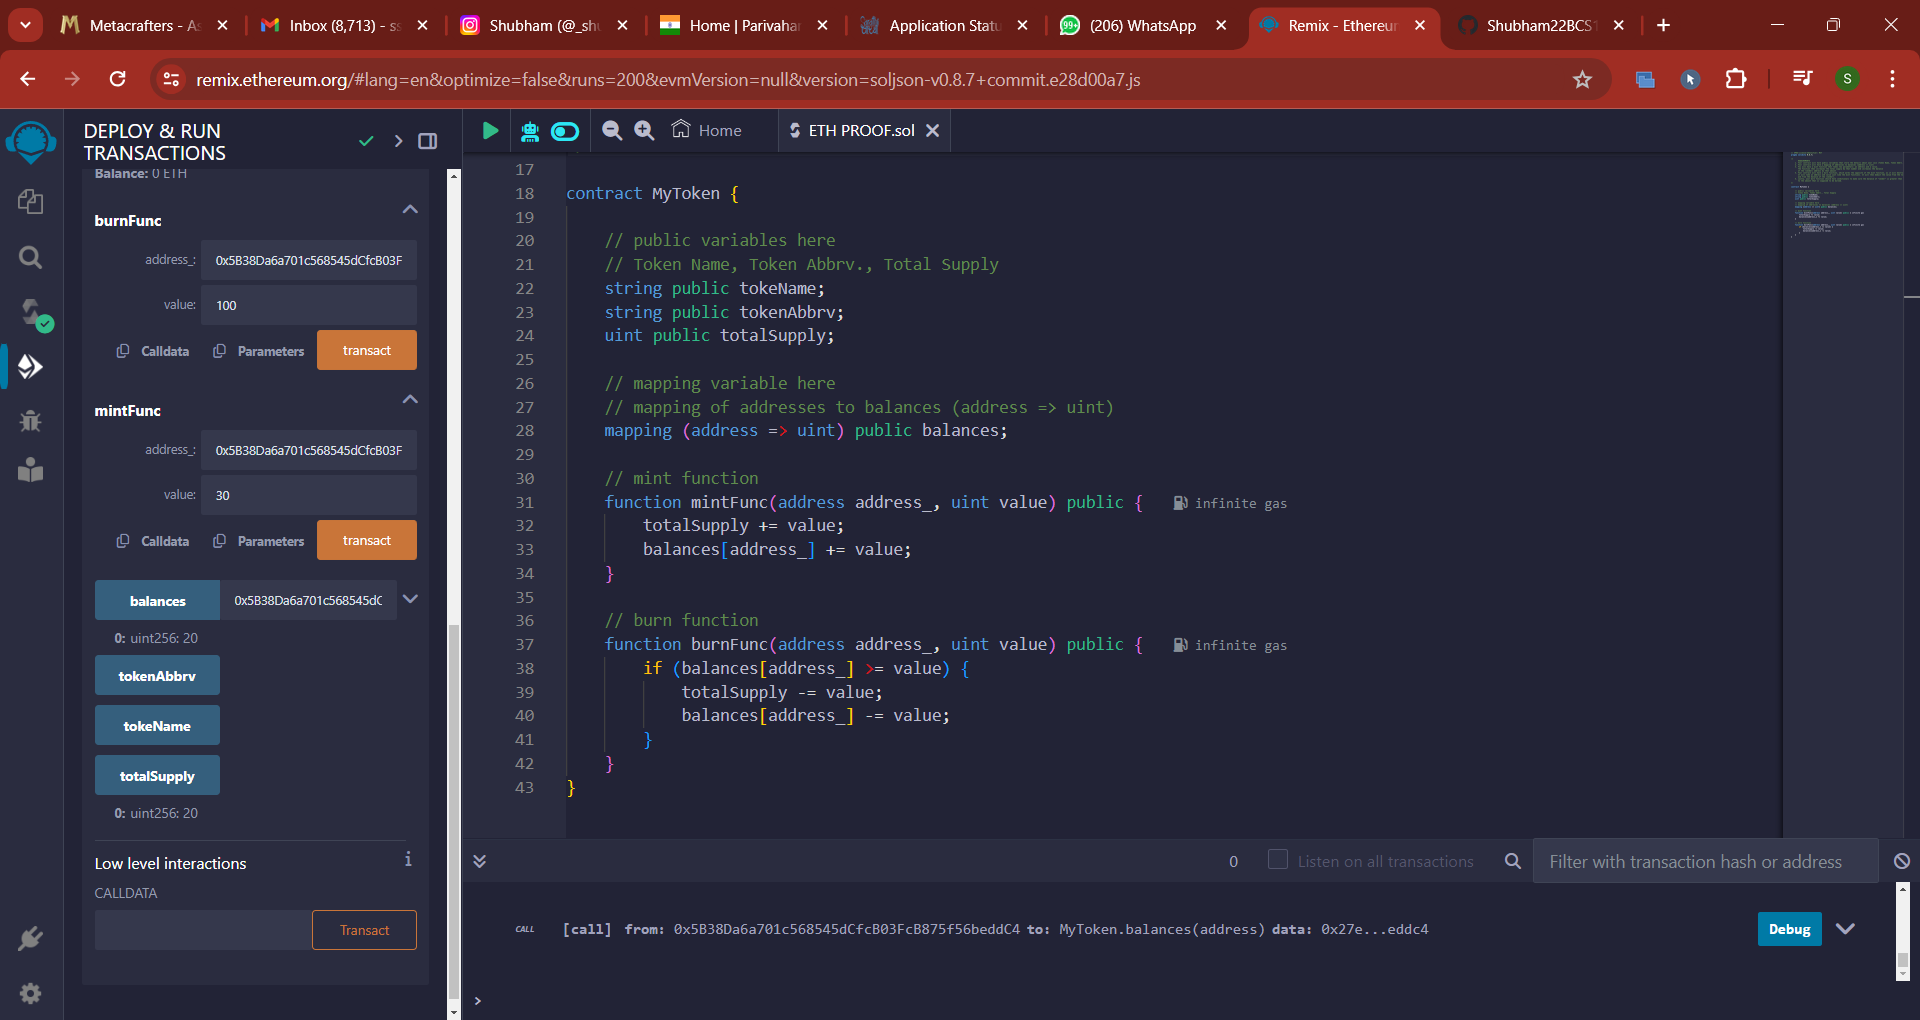 Metacrafters - As
Inbox (8,713) - ss
Shubham (@_shu
Home | Parivahan
Application Statu
99+
(206) WhatsApp
Remix - Ethereum
Shubham22BCS1
remix.ethereum.org/#lang=en&optimize=false&runs=200&evmVersion=null&version=soljson-v0.8.7+commit.e28d00a7.js
S
DEPLOY & RUN
TRANSACTIONS
Balance: 0 ETH
burnFunc
address_: 0x5B38Da6a701c568545dCfcB03F
value: 100
Calldata Parameters transact
mintFunc
address_: 0x5B38Da6a701c568545dCfcB03F
value: 30
Calldata Parameters transact
balances 0x5B38Da6a701c568545dC
0: uint256: 20
tokenAbbrv
tokeName
totalSupply
0: uint256: 20
Low level interactions i
CALLDATA
Transact
Home
ETH PROOF.sol
17
18 contract MyToken {
19
20 // public variables here
21 // Token Name, Token Abbrv., Total Supply
22 string public tokeName;
23 string public tokenAbbrv;
24 uint public totalSupply;
25
26 // mapping variable here
27 // mapping of addresses to balances (address => uint)
28 mapping (address => uint) public balances;
29
30 // mint function
31 function mintFunc(address address_, uint value) public { infinite gas
32 totalSupply += value;
33 balances[address_] += value;
34 }
35
36 // burn function
37 function burnFunc(address address_, uint value) public { infinite gas
38 if (balances[address_] >= value) {
39 totalSupply -= value;
40 balances[address_] -= value;
41 }
42 }
43 }
0 Listen on all transactions Filter with transaction hash or address
CALL [call] from: 0x5B38Da6a701c568545dCfcB03FcB875f56beddC4 to: MyToken.balances(address) data: 0x27e...eddc4 Debug
>